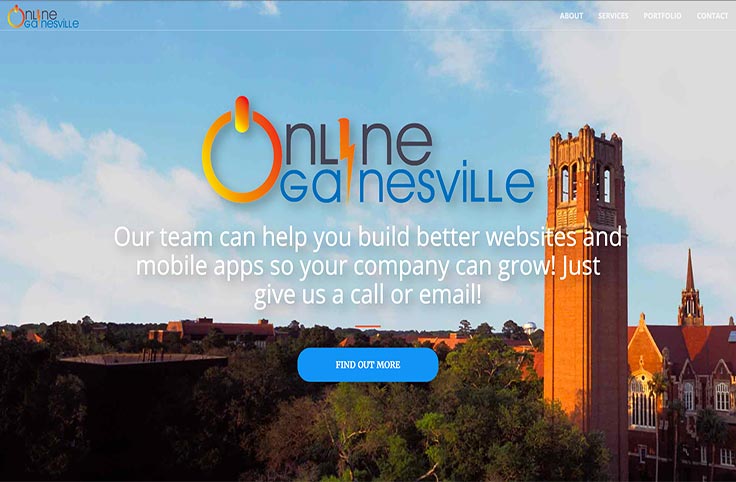 Online
Gainesville
ABOUT SERVICES PORTFOLIO CONTACT
Online
Gainesville
Our team can help you build better websites and
mobile apps so your company can grow! Just
give us a call or email!
FIND OUT MORE